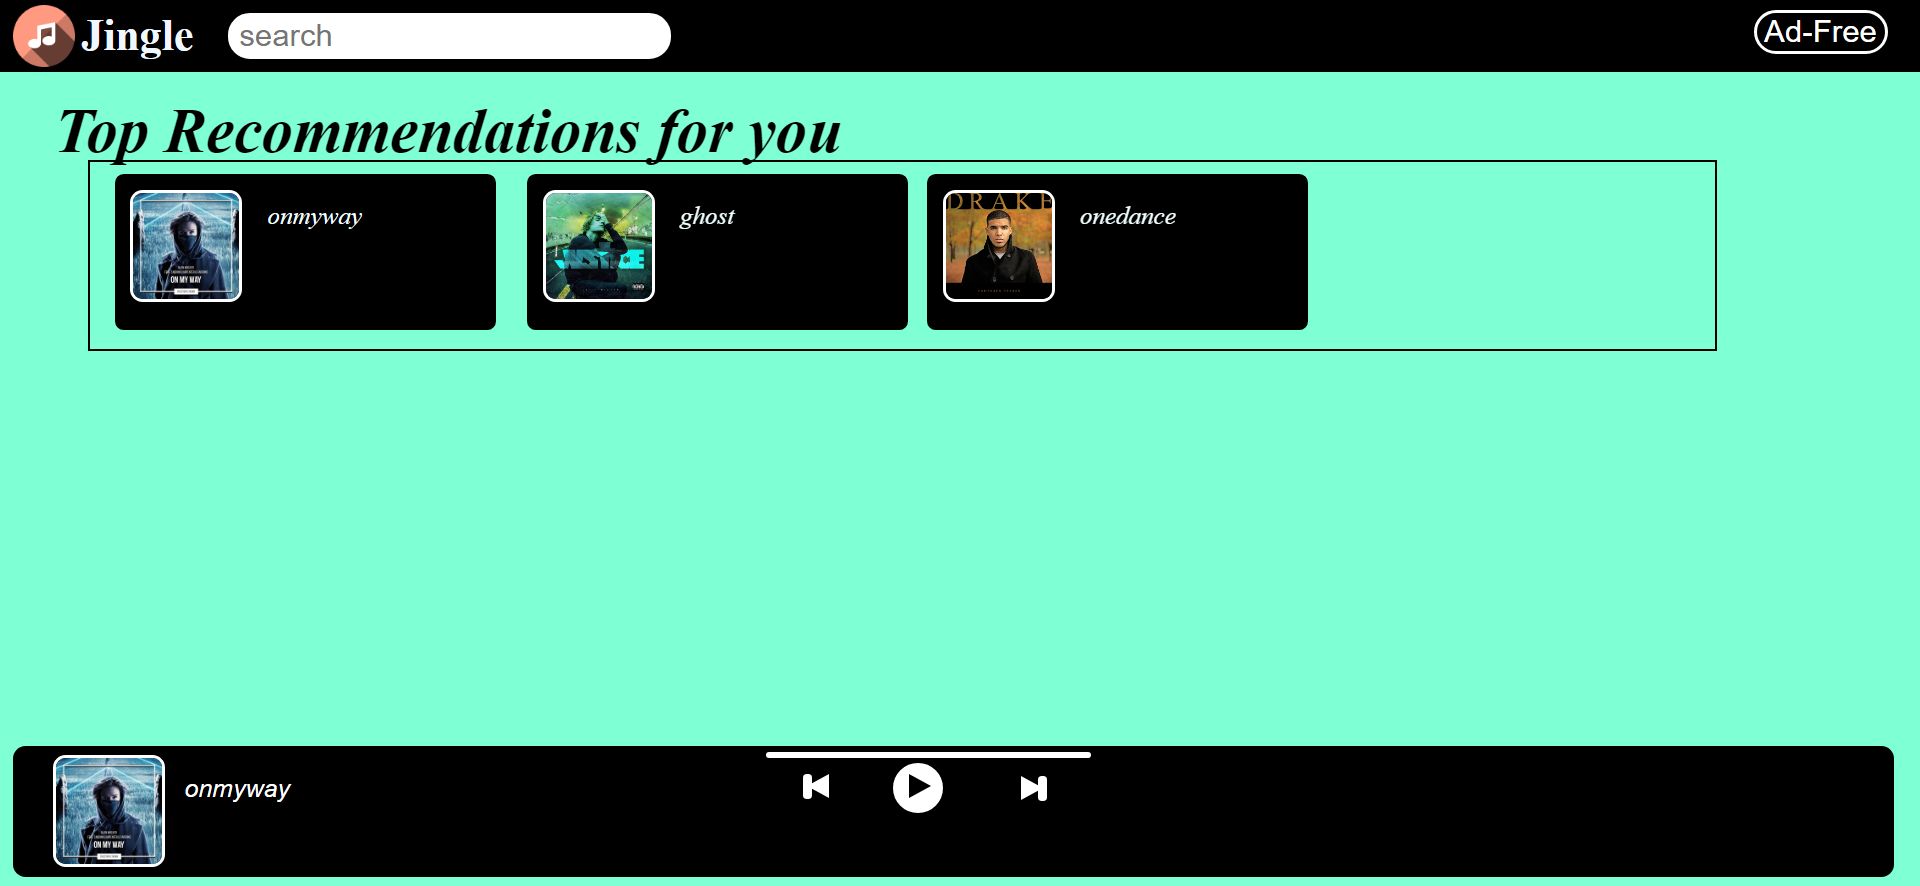 Jingle
search
Ad-Free
Top Recommendations for you
onmyway
ON MY WAY
ghost
JUSTICE
onedance
DRAKE
onmyway
ON MY WAY